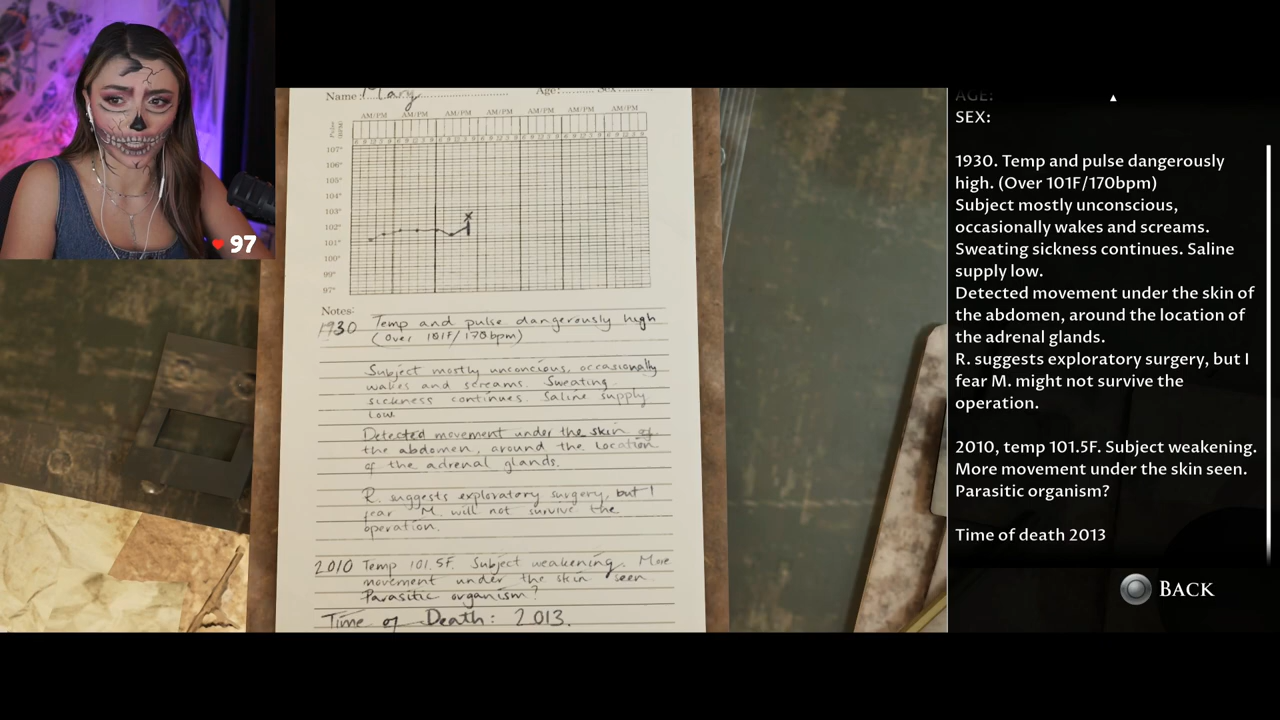 97
Name: Mary Age: Sex:
AM/PM AM/PM AM/PM AM/PM AM/PM AM/PM AM/PM
107°
106°
105°
104°
103°
102°
101°
100°
99°
97°
Notes:
1930 Temp and pulse dangerously high
(over 101F/170bpm)
Subject mostly unconcious, occasionally
wakes and screams. Sweating
sickness continues. Saline supply
low.
Detected movement under the skin of
the abdomen, around the location
of the adrenal glands.
R. suggests exploratory surgery, but I
fear M. will not survive the
operation.
2010 Temp 101.5F. Subject weakening. More
movement under the skin seen.
Parasitic organism?
Time of Death: 2013.
AGE:
SEX:
1930. Temp and pulse dangerously
high. (Over 101F/170bpm)
Subject mostly unconscious,
occasionally wakes and screams.
Sweating sickness continues. Saline
supply low.
Detected movement under the skin of
the abdomen, around the location of
the adrenal glands.
R. suggests exploratory surgery, but I
fear M. might not survive the
operation.
2010, temp 101.5F. Subject weakening.
More movement under the skin seen.
Parasitic organism?
Time of death 2013
BACK